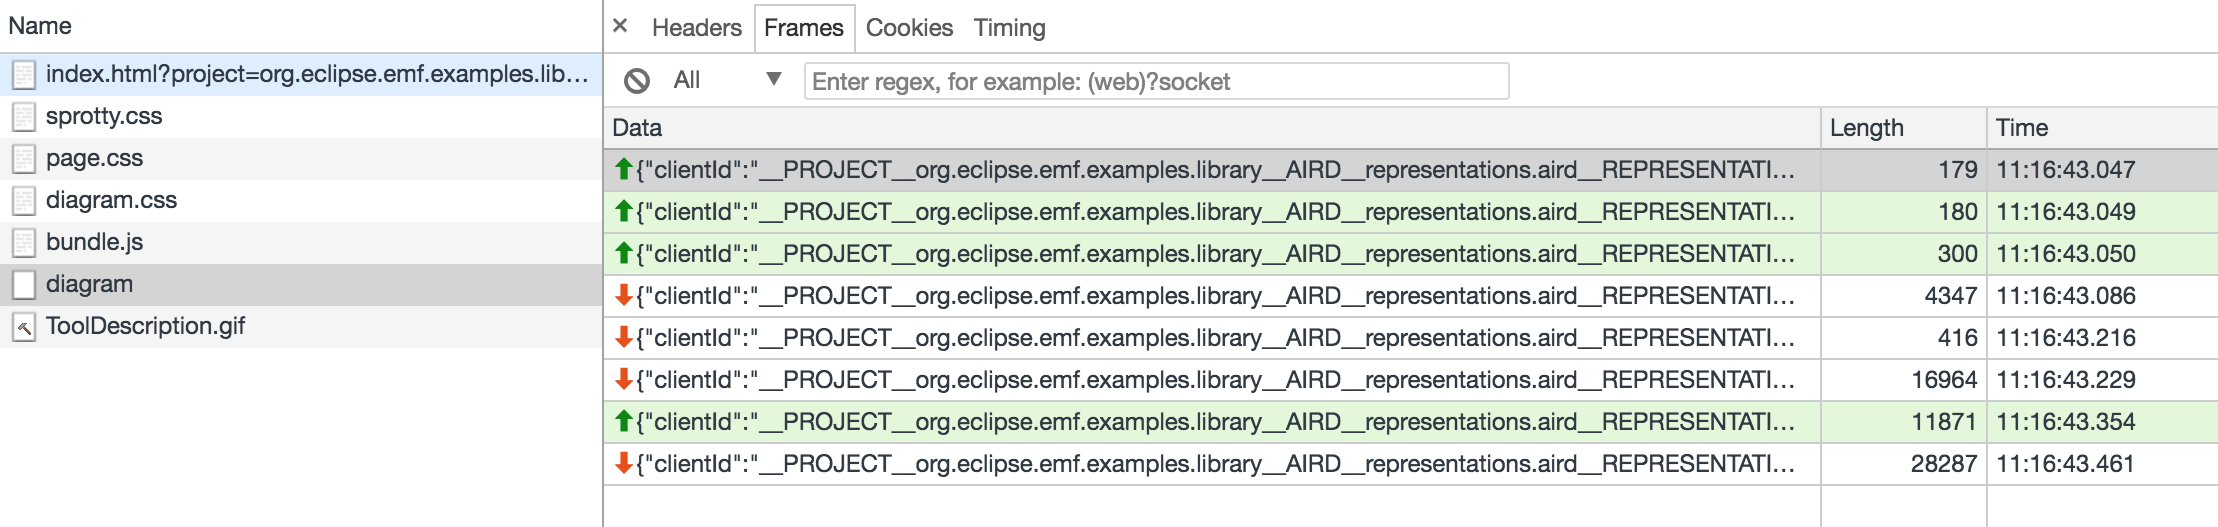 Name
index.html?project=org.eclipse.emf.examples.lib...
sprotty.css
page.css
diagram.css
bundle.js
diagram
ToolDescription.gif
× Headers Frames Cookies Timing
All ▼ Enter regex, for example: (web)?socket
Data Length Time
{"clientId":"__PROJECT__org.eclipse.emf.examples.library__AIRD__representations.aird__REPRESENTATI... 179 11:16:43.047
{"clientId":"__PROJECT__org.eclipse.emf.examples.library__AIRD__representations.aird__REPRESENTATI... 180 11:16:43.049
{"clientId":"__PROJECT__org.eclipse.emf.examples.library__AIRD__representations.aird__REPRESENTATI... 300 11:16:43.050
{"clientId":"__PROJECT__org.eclipse.emf.examples.library__AIRD__representations.aird__REPRESENTATI... 4347 11:16:43.086
{"clientId":"__PROJECT__org.eclipse.emf.examples.library__AIRD__representations.aird__REPRESENTATI... 416 11:16:43.216
{"clientId":"__PROJECT__org.eclipse.emf.examples.library__AIRD__representations.aird__REPRESENTATI... 16964 11:16:43.229
{"clientId":"__PROJECT__org.eclipse.emf.examples.library__AIRD__representations.aird__REPRESENTATI... 11871 11:16:43.354
{"clientId":"__PROJECT__org.eclipse.emf.examples.library__AIRD__representations.aird__REPRESENTATI... 28287 11:16:43.461